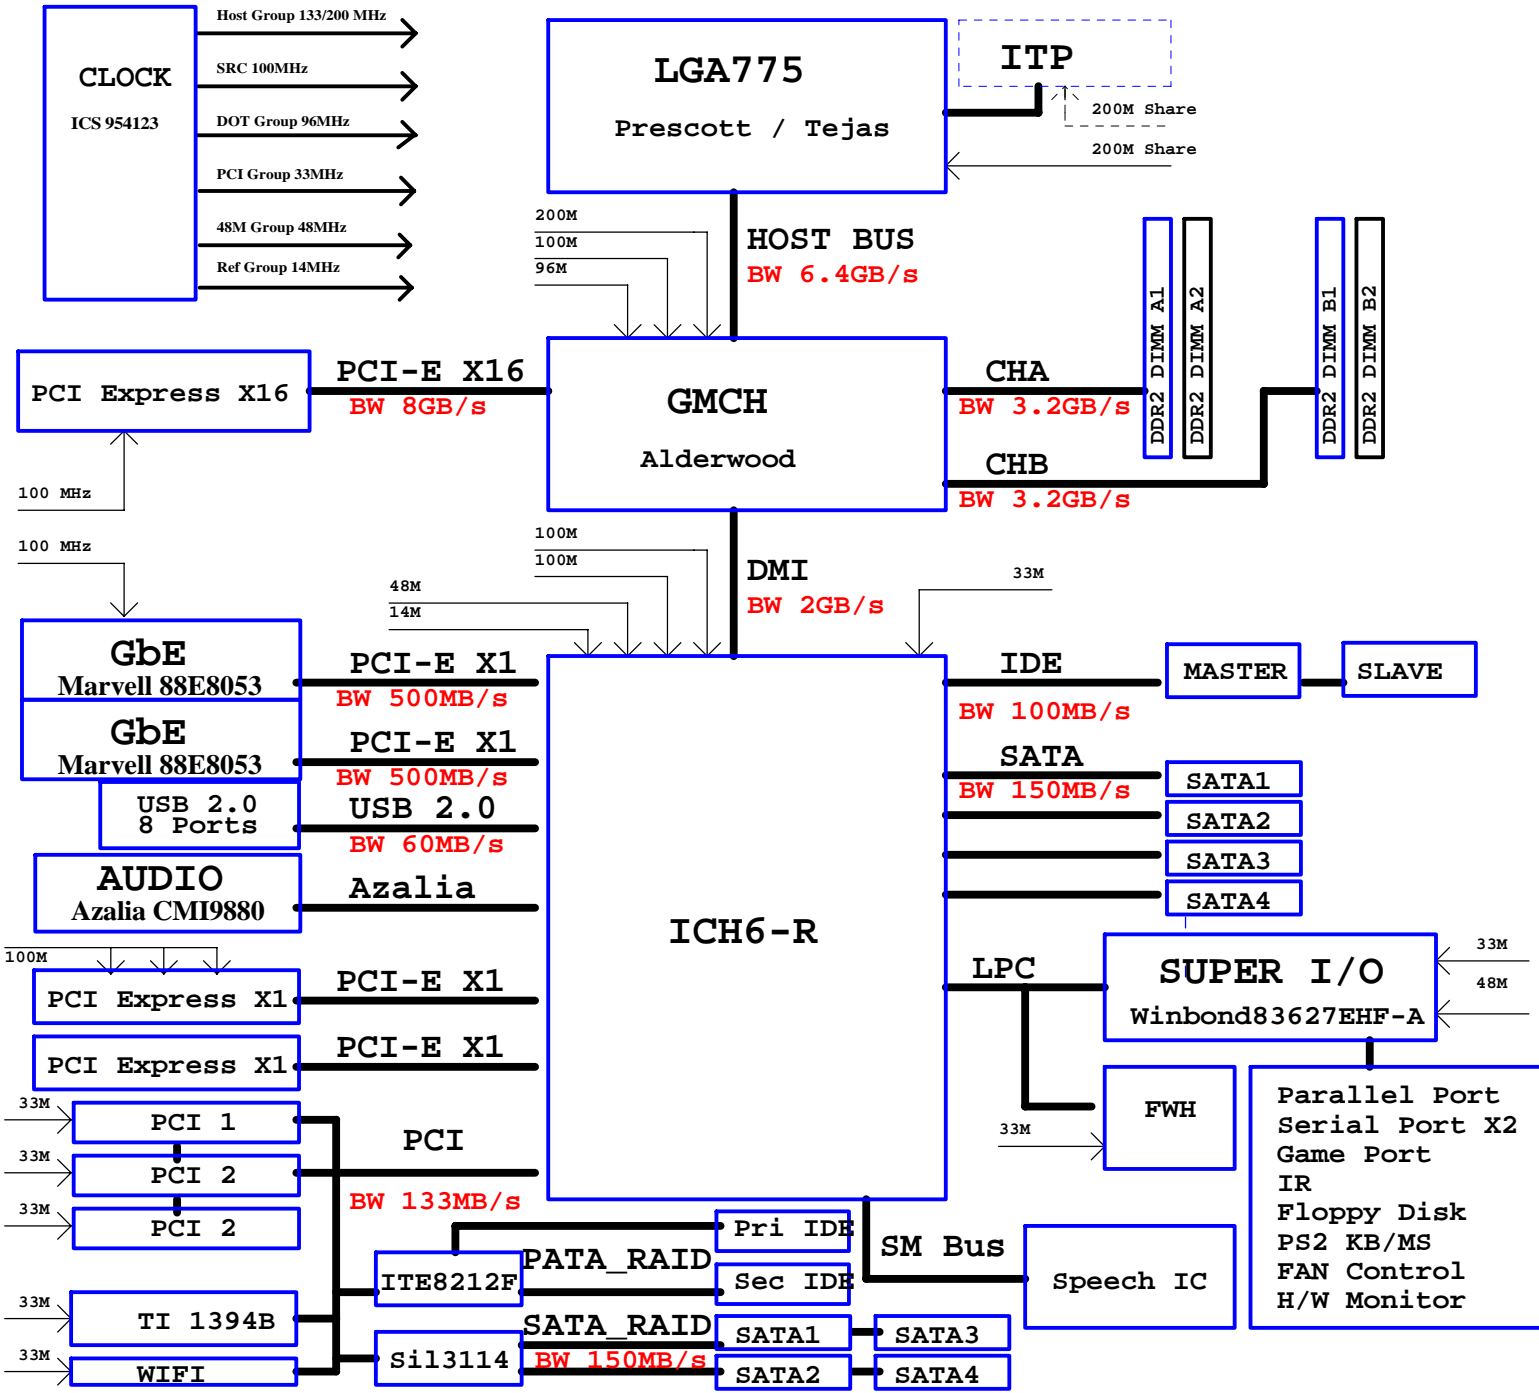 CLOCK
ICS 954123
Host Group 133/200 MHz
SRC 100MHz
DOT Group 96MHz
PCI Group 33MHz
48M Group 48MHz
Ref Group 14MHz
LGA775
Prescott / Tejas
ITP
200M Share
200M Share
200M
100M
96M
HOST BUS
BW 6.4GB/s
PCI Express X16
PCI-E X16
BW 8GB/s
100 MHz
GMCH
Alderwood
CHA
BW 3.2GB/s
CHB
BW 3.2GB/s
DDR2 DIMM A1
DDR2 DIMM A2
DDR2 DIMM B1
DDR2 DIMM B2
100 MHz
100M
100M
48M
14M
DMI
BW 2GB/s
33M
GbE
Marvell 88E8053
PCI-E X1
BW 500MB/s
GbE
Marvell 88E8053
PCI-E X1
BW 500MB/s
USB 2.0
8 Ports
USB 2.0
BW 60MB/s
AUDIO
Azalia CMI9880
Azalia
100M
PCI Express X1
PCI-E X1
PCI Express X1
PCI-E X1
ICH6-R
IDE
BW 100MB/s
MASTER
SLAVE
SATA
BW 150MB/s
SATA1
SATA2
SATA3
SATA4
LPC
SUPER I/O
Winbond83627EHF-A
33M
48M
FWH
33M
Parallel Port
Serial Port X2
Game Port
IR
Floppy Disk
PS2 KB/MS
FAN Control
H/W Monitor
33M
PCI 1
33M
PCI 2
33M
PCI 2
PCI
BW 133MB/s
33M
TI 1394B
33M
WIFI
ITE8212F
PATA_RAID
Pri IDE
Sec IDE
Sil3114
SATA_RAID
BW 150MB/s
SATA1
SATA3
SATA2
SATA4
SM Bus
Speech IC